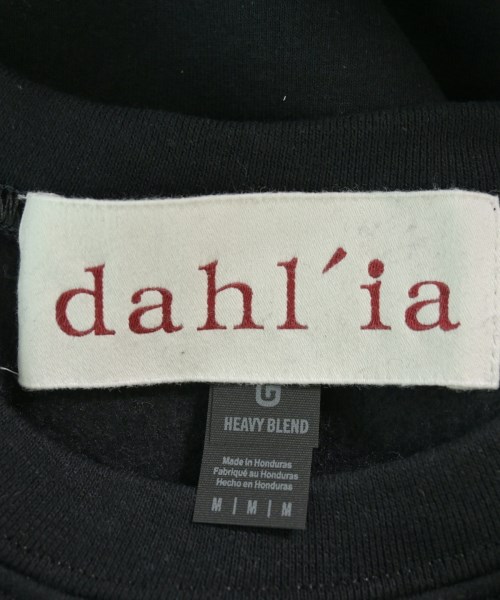 dahl´ia
G
HEAVY BLEND
Made in Honduras
Fabriqué au Honduras
Hecho en Honduras
M | M | M